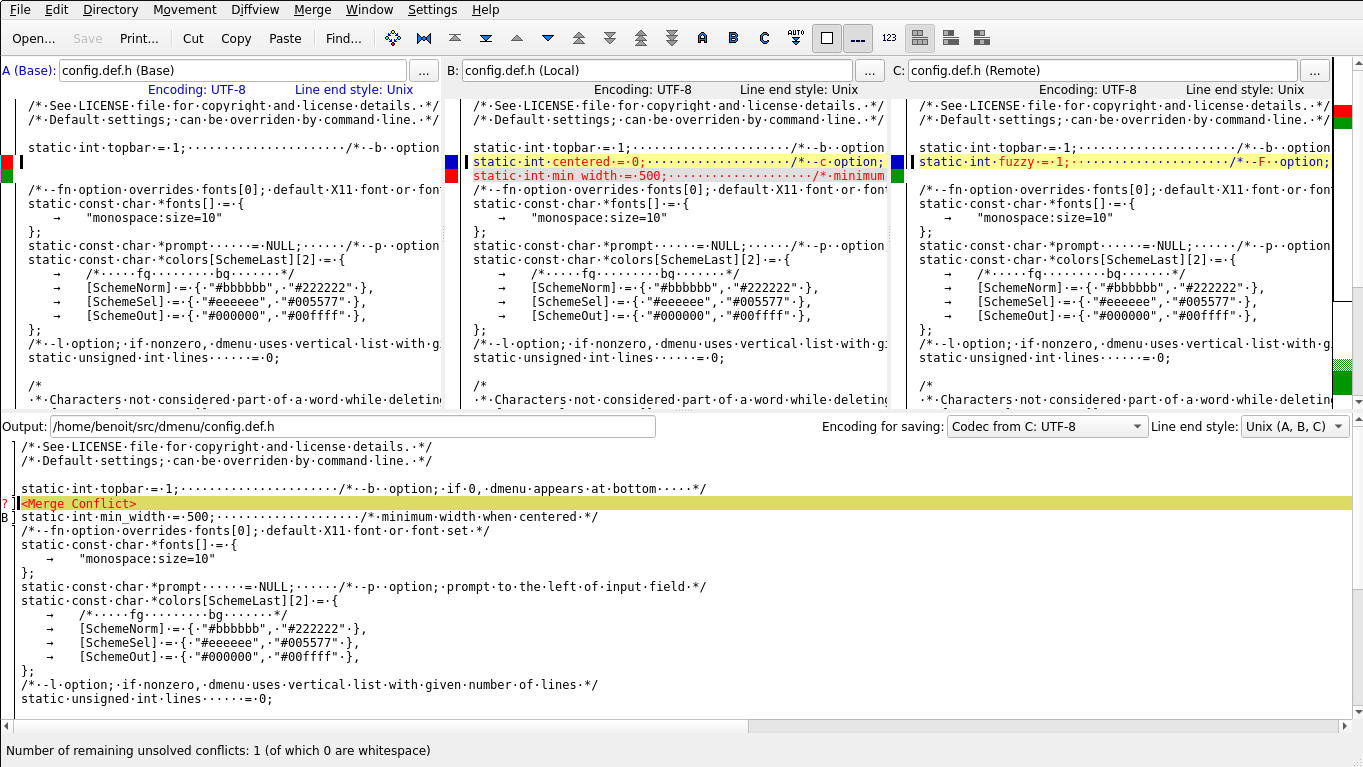 File Edit Directory Movement Diffview Merge Window Settings Help
Open... Save Print... Cut Copy Paste Find... A B C AUTO 123
A (Base): config.def.h (Base) ...
Encoding: UTF-8 Line end style: Unix
/*·See·LICENSE·file·for·copyright·and·license·details.·*/
/*·Default·settings;·can·be·overriden·by·command·line.·*/
static·int·topbar·=·1;······················/*·-b··option
/*·-fn·option·overrides·fonts[0];·default·X11·font·or·fon
static·const·char·*fonts[]·=·{
→ "monospace:size=10"
};
static·const·char·*prompt······=·NULL;······/*·-p··option
static·const·char·*colors[SchemeLast][2]·=·{
→ /*·····fg·········bg·······*/
→ [SchemeNorm]·=·{·"#bbbbbb",·"#222222"·},
→ [SchemeSel]·=·{·"#eeeeee",·"#005577"·},
→ [SchemeOut]·=·{·"#000000",·"#00ffff"·},
};
/*·-l·option;·if·nonzero,·dmenu·uses·vertical·list·with·g
static·unsigned·int·lines······=·0;
/*
·*·Characters·not·considered·part·of·a·word·while·deletin
B: config.def.h (Local) ...
Encoding: UTF-8 Line end style: Unix
/*·See·LICENSE·file·for·copyright·and·license·details.·*/
/*·Default·settings;·can·be·overriden·by·command·line.·*/
static·int·topbar·=·1;······················/*·-b··option
static·int·centered·=·0;····················/*·-c·option;
static·int·min_width·=·500;····················/*·minimum
/*·-fn·option·overrides·fonts[0];·default·X11·font·or·fon
static·const·char·*fonts[]·=·{
→ "monospace:size=10"
};
static·const·char·*prompt······=·NULL;······/*·-p··option
static·const·char·*colors[SchemeLast][2]·=·{
→ /*·····fg·········bg·······*/
→ [SchemeNorm]·=·{·"#bbbbbb",·"#222222"·},
→ [SchemeSel]·=·{·"#eeeeee",·"#005577"·},
→ [SchemeOut]·=·{·"#000000",·"#00ffff"·},
};
/*·-l·option;·if·nonzero,·dmenu·uses·vertical·list·with·gi
static·unsigned·int·lines······=·0;
/*
·*·Characters·not·considered·part·of·a·word·while·deleting
C: config.def.h (Remote) ...
Encoding: UTF-8 Line end style: Unix
/*·See·LICENSE·file·for·copyright·and·license·details.·*/
/*·Default·settings;·can·be·overriden·by·command·line.·*/
static·int·topbar·=·1;······················/*·-b··option
static·int·fuzzy·=·1;······················/*·-F··option;
/*·-fn·option·overrides·fonts[0];·default·X11·font·or·fon
static·const·char·*fonts[]·=·{
→ "monospace:size=10"
};
static·const·char·*prompt······=·NULL;······/*·-p··option
static·const·char·*colors[SchemeLast][2]·=·{
→ /*·····fg·········bg·······*/
→ [SchemeNorm]·=·{·"#bbbbbb",·"#222222"·},
→ [SchemeSel]·=·{·"#eeeeee",·"#005577"·},
→ [SchemeOut]·=·{·"#000000",·"#00ffff"·},
};
/*·-l·option;·if·nonzero,·dmenu·uses·vertical·list·with·g
static·unsigned·int·lines······=·0;
/*
·*·Characters·not·considered·part·of·a·word·while·deletin
Output: /home/benoit/src/dmenu/config.def.h Encoding for saving: Codec from C: UTF-8 Line end style: Unix (A, B, C)
/*·See·LICENSE·file·for·copyright·and·license·details.·*/
/*·Default·settings;·can·be·overriden·by·command·line.·*/
static·int·topbar·=·1;······················/*·-b··option;·if·0,·dmenu·appears·at·bottom·····*/
? <Merge Conflict>
B static·int·min_width·=·500;····················/*·minimum·width·when·centered·*/
/*·-fn·option·overrides·fonts[0];·default·X11·font·or·font·set·*/
static·const·char·*fonts[]·=·{
→ "monospace:size=10"
};
static·const·char·*prompt······=·NULL;······/*·-p··option;·prompt·to·the·left·of·input·field·*/
static·const·char·*colors[SchemeLast][2]·=·{
→ /*·····fg·········bg·······*/
→ [SchemeNorm]·=·{·"#bbbbbb",·"#222222"·},
→ [SchemeSel]·=·{·"#eeeeee",·"#005577"·},
→ [SchemeOut]·=·{·"#000000",·"#00ffff"·},
};
/*·-l·option;·if·nonzero,·dmenu·uses·vertical·list·with·given·number·of·lines·*/
static·unsigned·int·lines······=·0;
Number of remaining unsolved conflicts: 1 (of which 0 are whitespace)